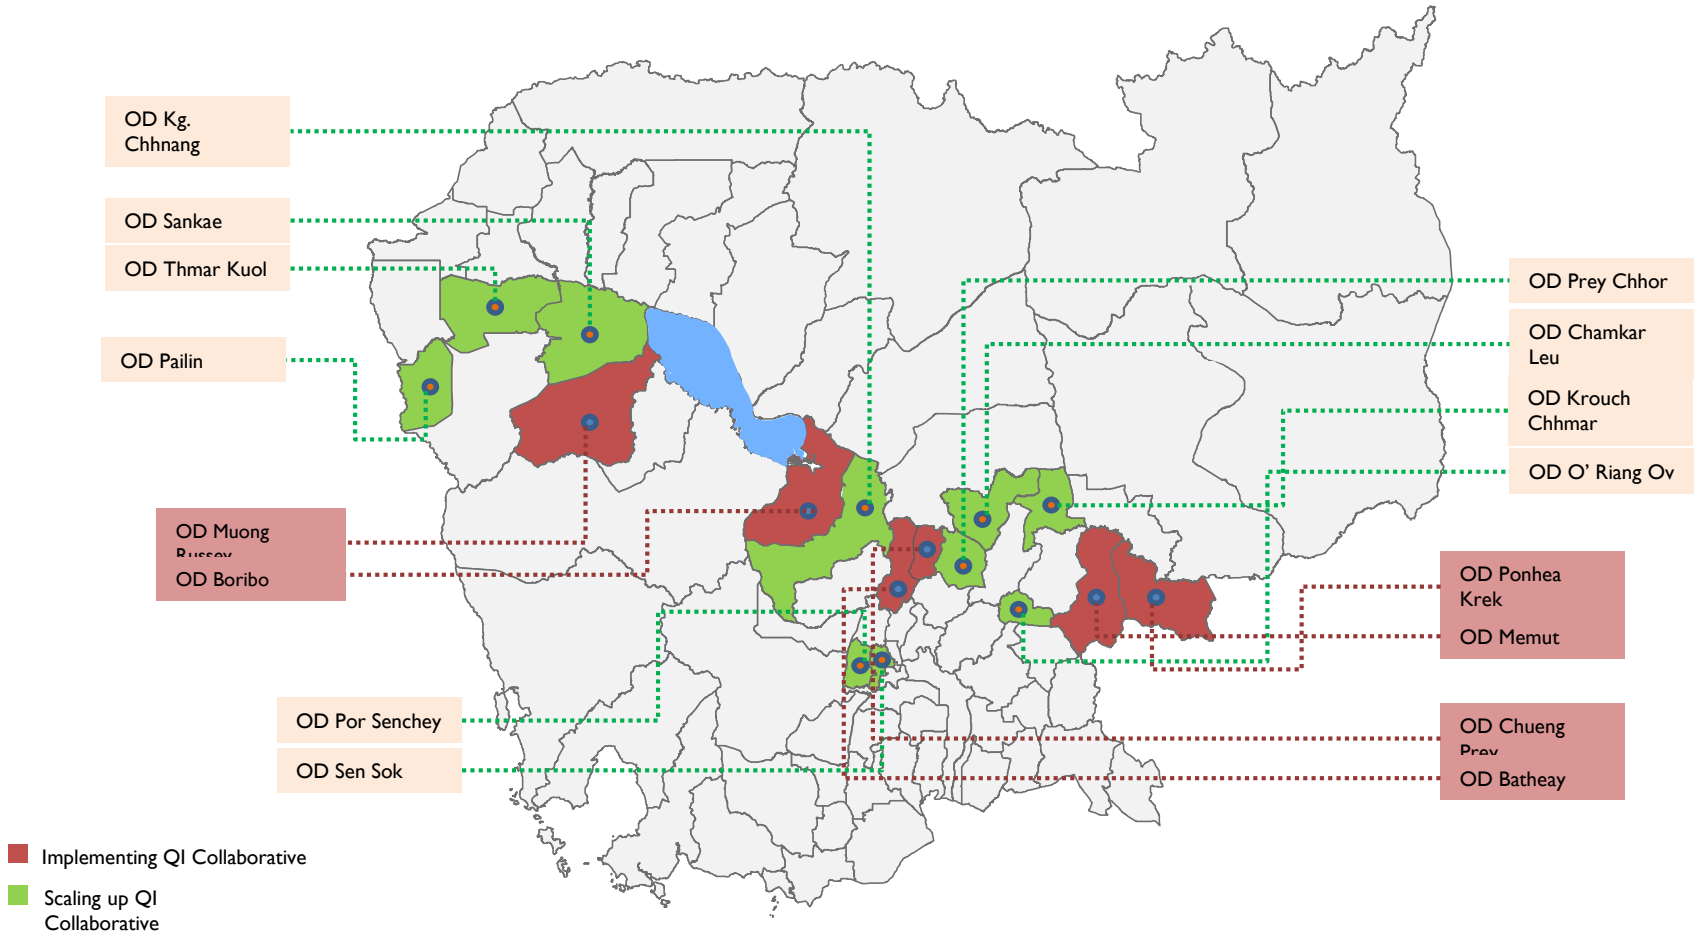 OD Kg.
Chhnang
OD Sankae
OD Thmar Kuol
OD Pailin
OD Muong
Russey
OD Boribo
OD Por Senchey
OD Sen Sok
OD Prey Chhor
OD Chamkar
Leu
OD Krouch
Chhmar
OD O’ Riang Ov
OD Ponhea
Krek
OD Memut
OD Chueng
Prey
OD Batheay
Implementing QI Collaborative
Scaling up QI
Collaborative